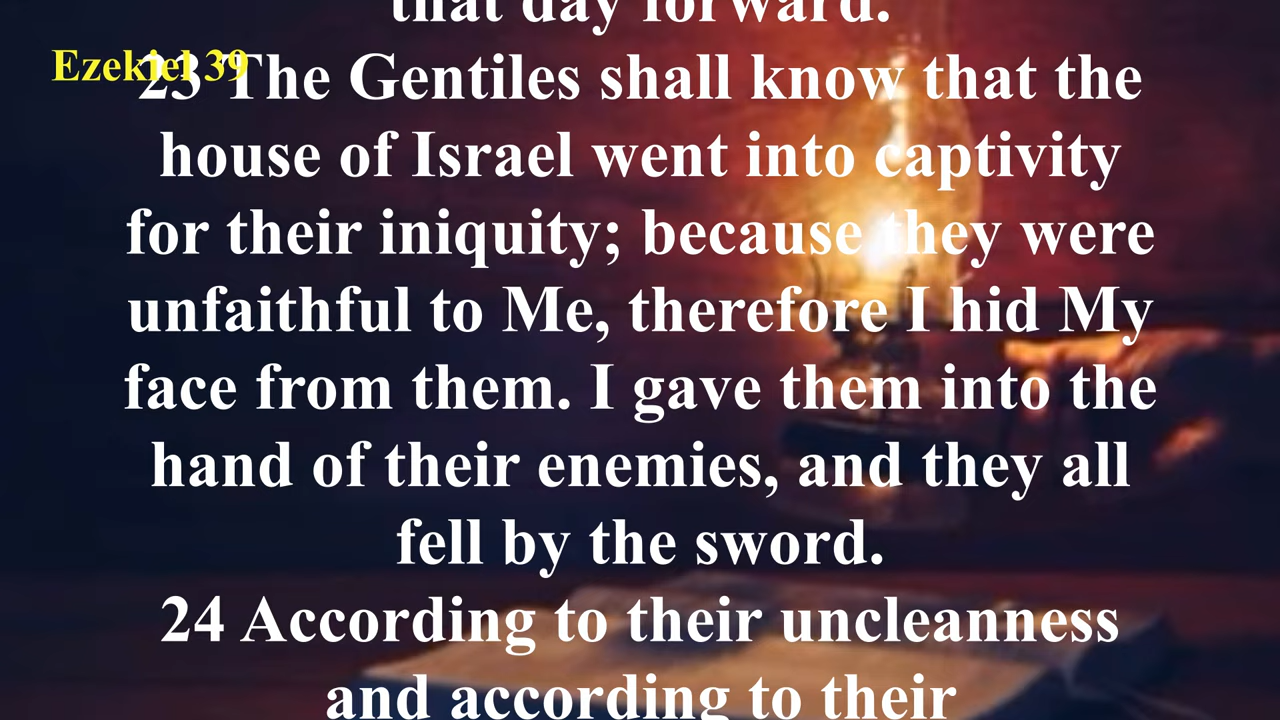 that day forward.
Ezekiel 39
23 The Gentiles shall know that the
house of Israel went into captivity
for their iniquity; because they were
unfaithful to Me, therefore I hid My
face from them. I gave them into the
hand of their enemies, and they all
fell by the sword.
24 According to their uncleanness
and according to their